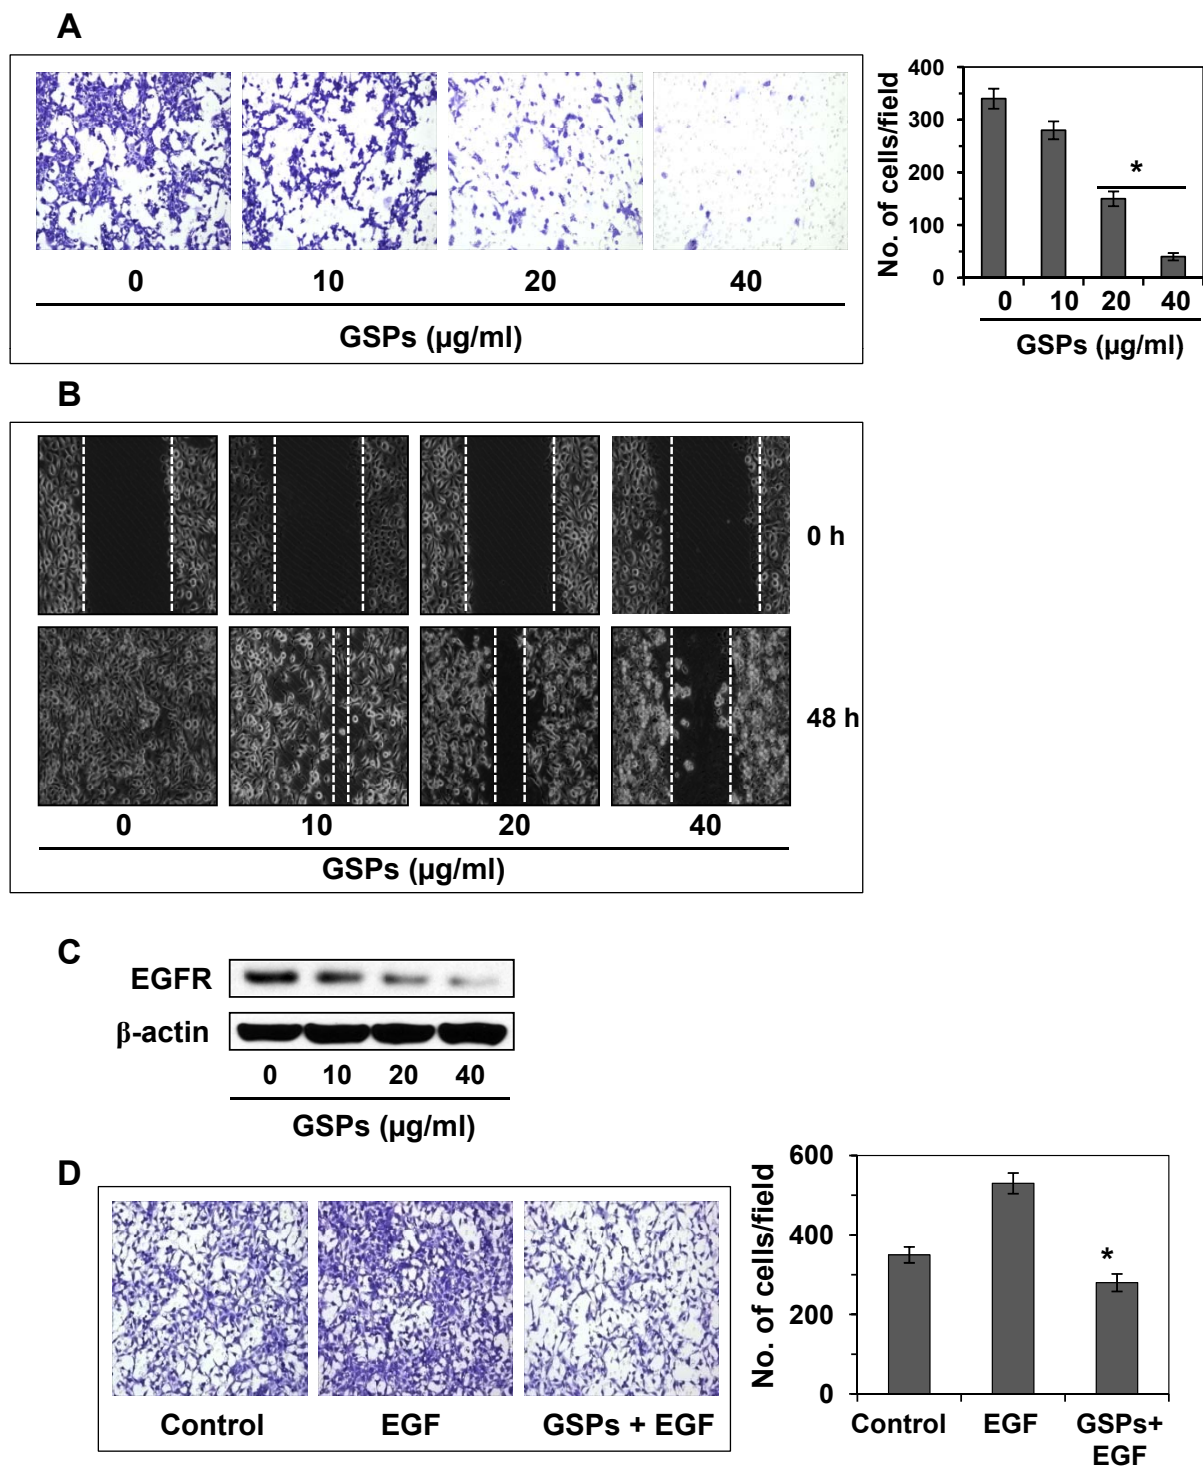 A
0 10 20 40
GSPs (µg/ml)
No. of cells/field
400
300
200
100
0
*
0 10 20 40
GSPs (µg/ml)
B
0 h
48 h
0 10 20 40
GSPs (µg/ml)
C
EGFR
β-actin
0 10 20 40
GSPs (µg/ml)
D
Control EGF GSPs + EGF
No. of cells/field
600
400
200
0
*
Control EGF GSPs+
EGF